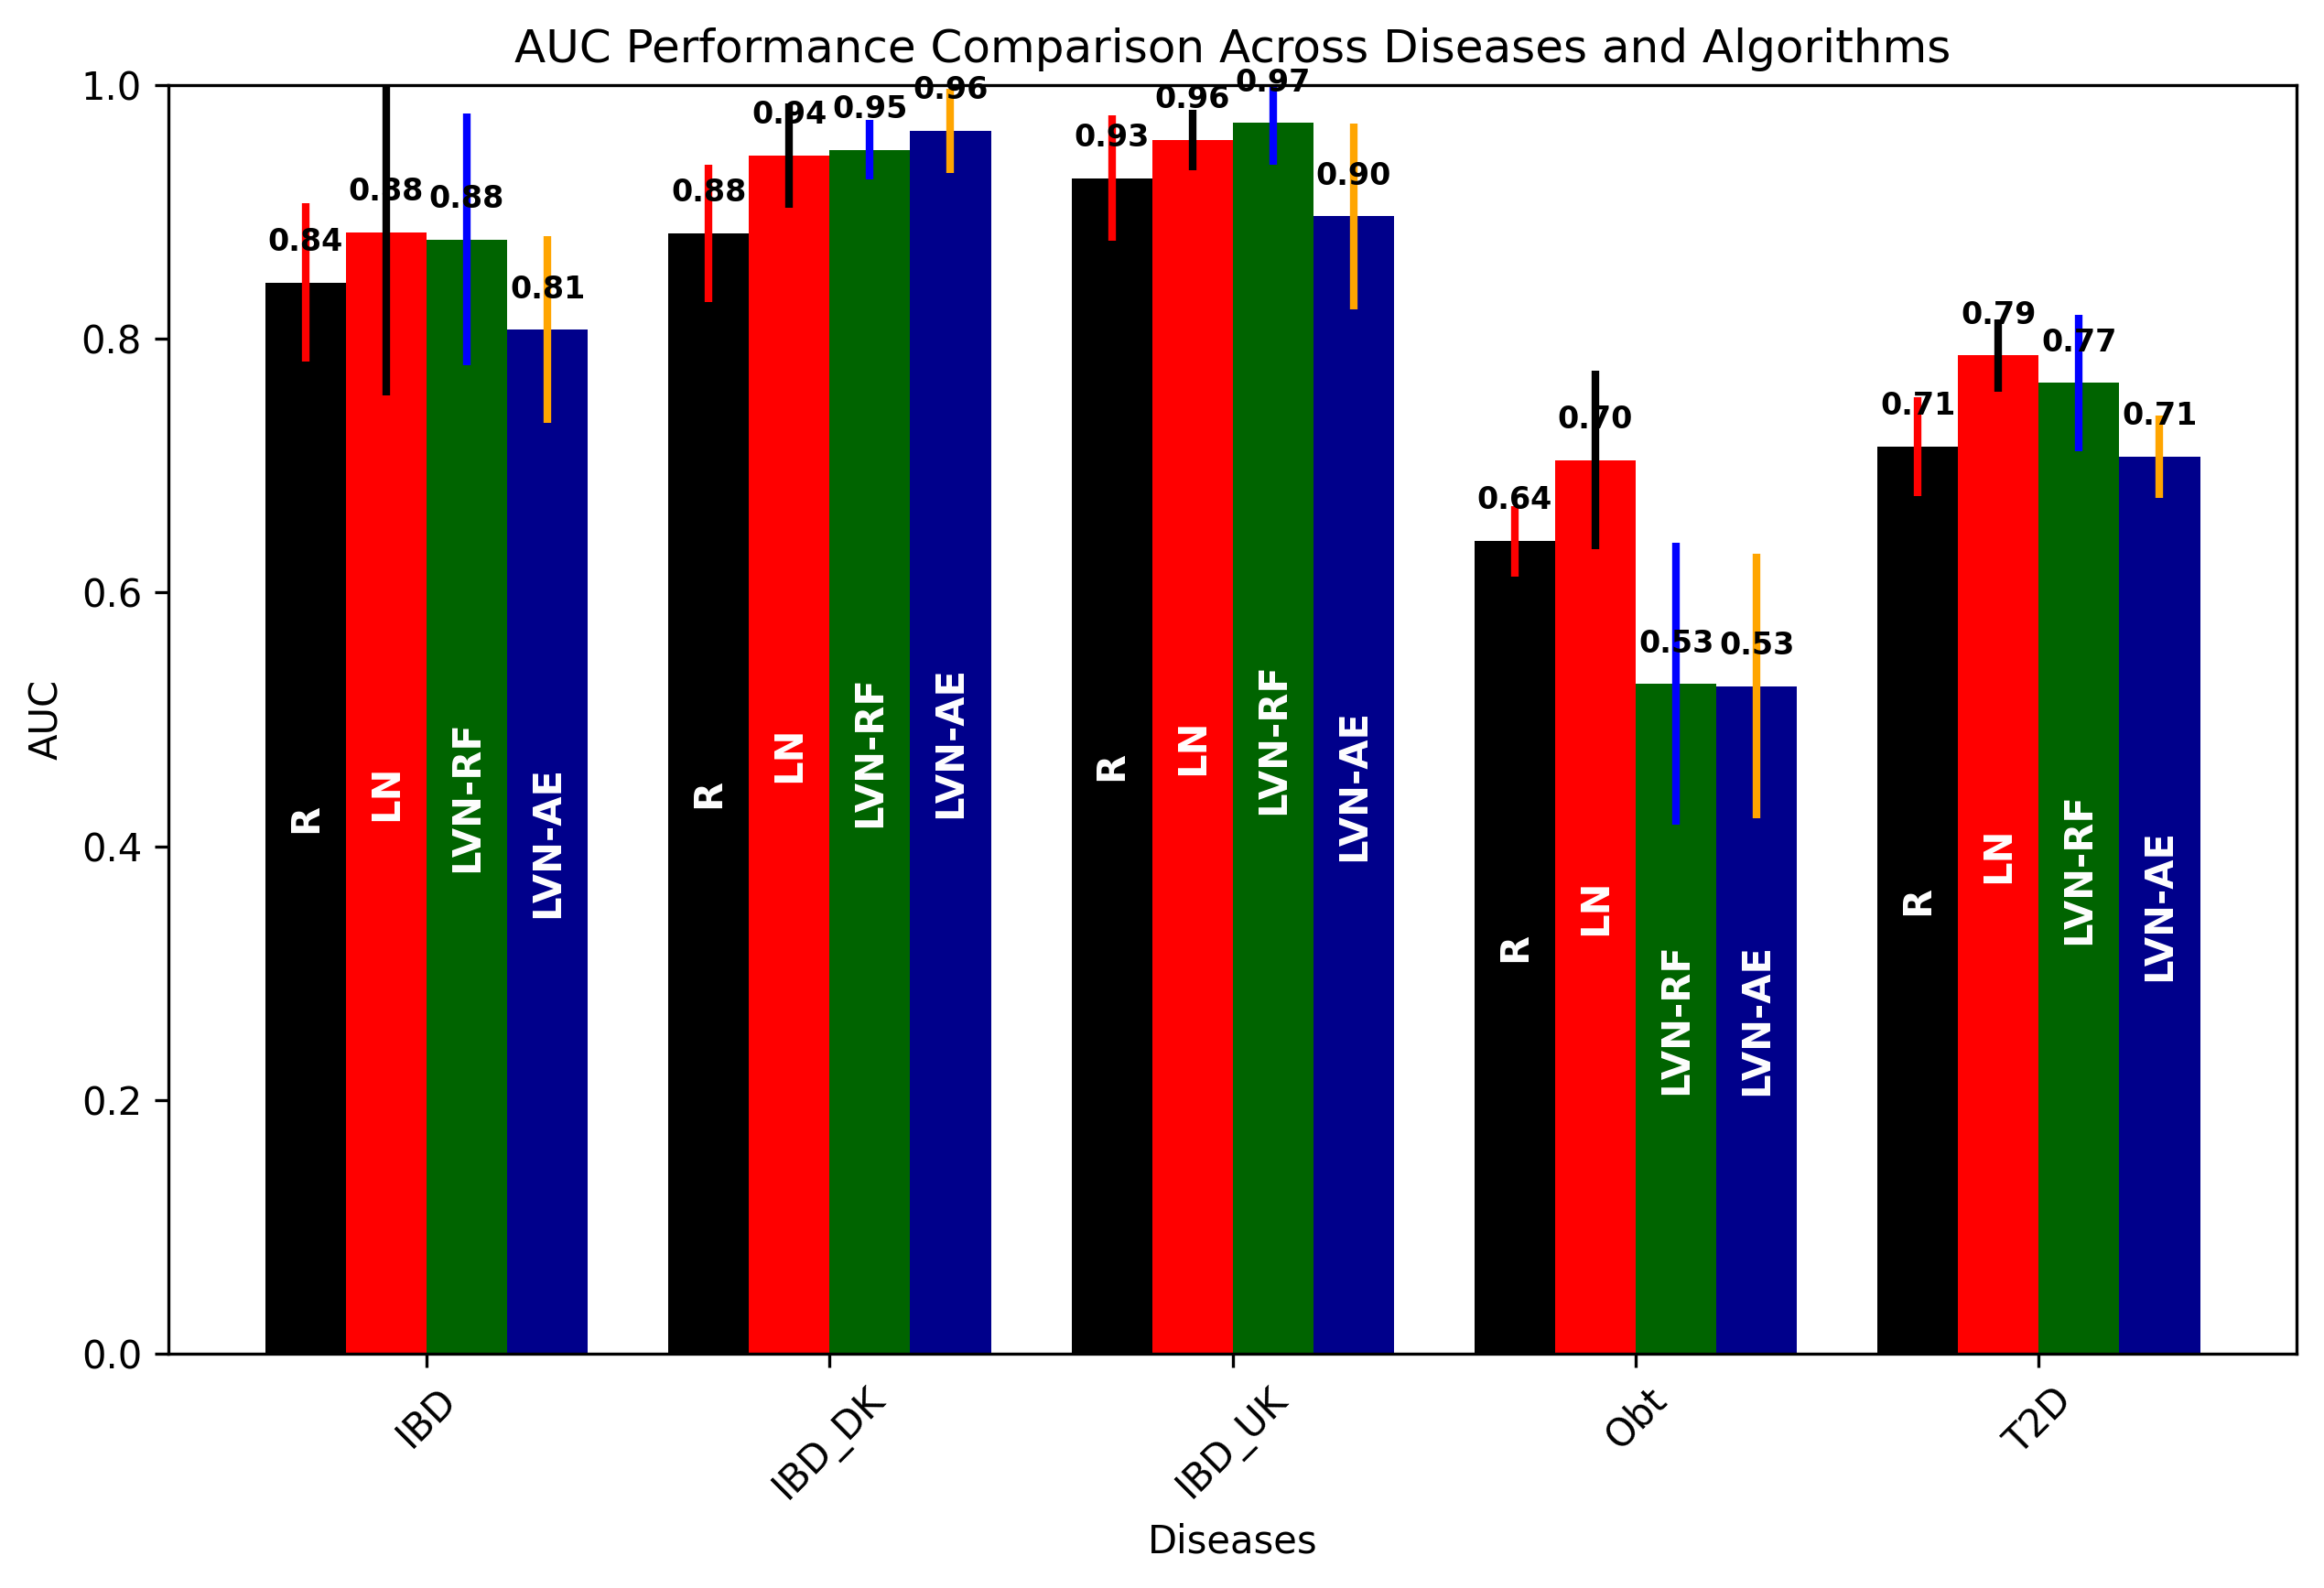 AUC Performance Comparison Across Diseases and Algorithms
AUC
1.0
0.8
0.6
0.4
0.2
0.0
0.84
0.88
0.88
0.81
0.88
0.94
0.95
0.96
0.93
0.96
0.97
0.90
0.64
0.70
0.53
0.53
0.71
0.79
0.77
0.71
R
LN
LVN-RF
LVN-AE
R
LN
LVN-RF
LVN-AE
R
LN
LVN-RF
LVN-AE
R
LN
LVN-RF
LVN-AE
R
LN
LVN-RF
LVN-AE
IBD
IBD_DK
IBD_UK
Obt
T2D
Diseases